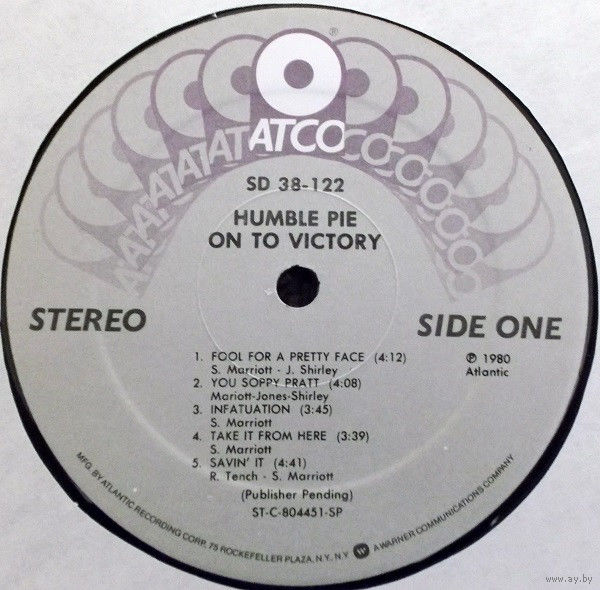 ®
ATCO
SD 38-122
HUMBLE PIE
ON TO VICTORY
STEREO
SIDE ONE
1. FOOL FOR A PRETTY FACE (4:12)
S. Marriott - J. Shirley
2. YOU SOPPY PRATT (4:08)
Mariott-Jones-Shirley
3. INFATUATION (3:45)
S. Marriott
4. TAKE IT FROM HERE (3:39)
S. Marriott
5. SAVIN' IT (4:41)
R. Tench - S. Marriott
(Publisher Pending)
ST-C-804451-SP
℗ 1980
Atlantic
MFG. BY ATLANTIC RECORDING CORP. 75 ROCKEFELLER PLAZA, N.Y., N.Y. W A WARNER COMMUNICATIONS COMPANY
www.ay.by